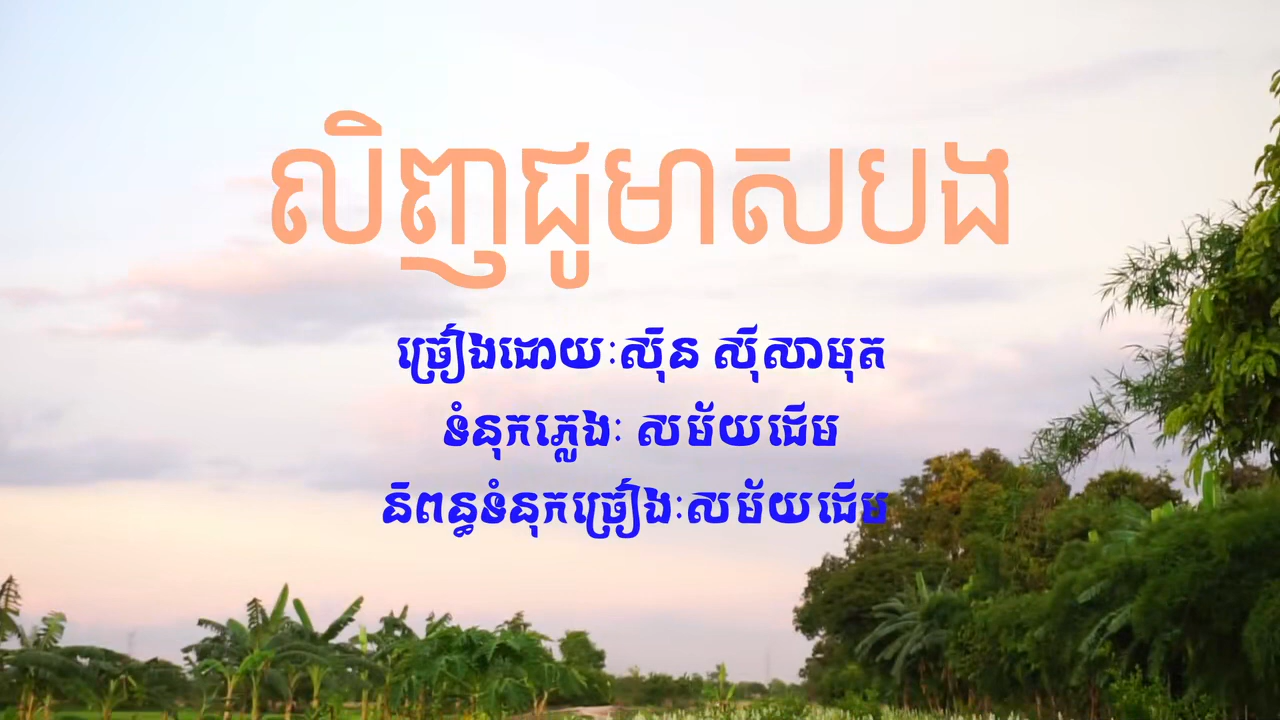 លិញជូមាសបង
ច្រៀងដោយៈស៊ិន ស៊ីសាមុត
ទំនុកភ្លេងៈ សម័យដើម
និពន្ធទំនុកច្រៀងៈសម័យដើម